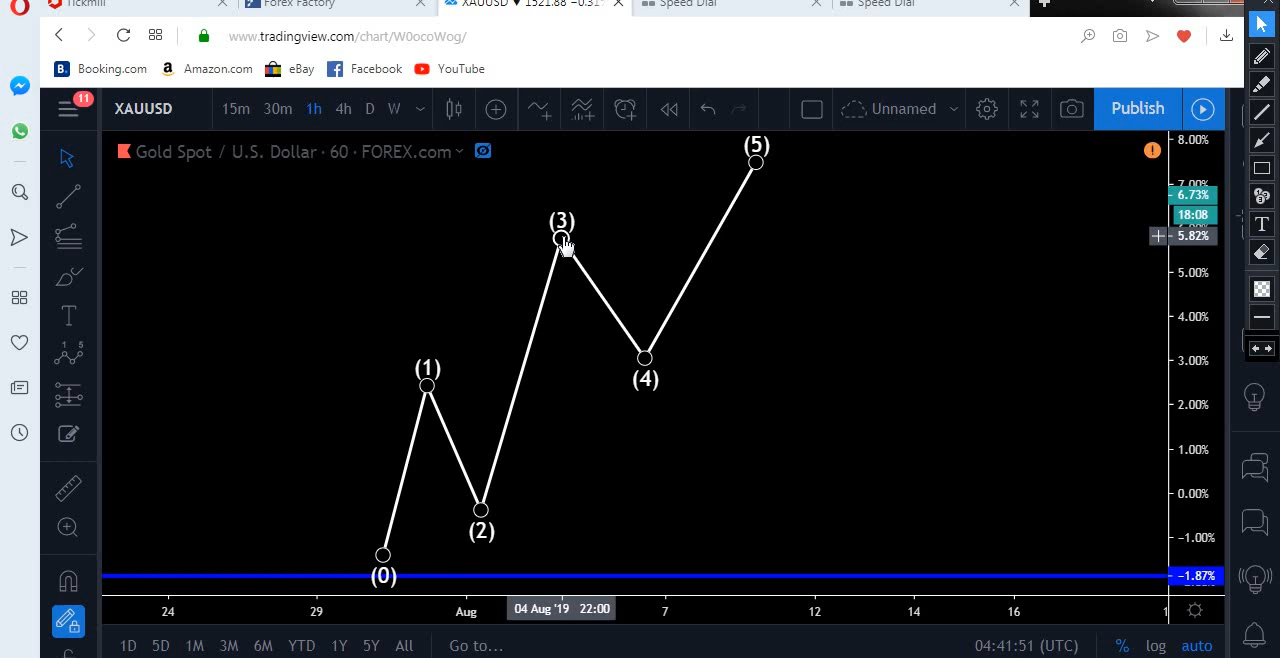 Tickmill
Forex Factory
XAUUSD ▼ 1521.88 −0.31
Speed Dial
Speed Dial
www.tradingview.com/chart/W0ocoWog/
B. Booking.com
a Amazon.com
eBay
Facebook
YouTube
11
XAUUSD
15m 30m 1h 4h D W
Unnamed
Publish
Gold Spot / U.S. Dollar · 60 · FOREX.com
(5)
(3)
(1)
(4)
(2)
(0)
8.00%
7.00%
6.73%
18:08
5.82%
5.00%
4.00%
3.00%
2.00%
1.00%
0.00%
−1.00%
−1.87%
24 29 Aug 04 Aug '19 22:00 7 12 14 16
1D 5D 1M 3M 6M YTD 1Y 5Y All Go to... 04:41:51 (UTC) % log auto
T
T
1 5